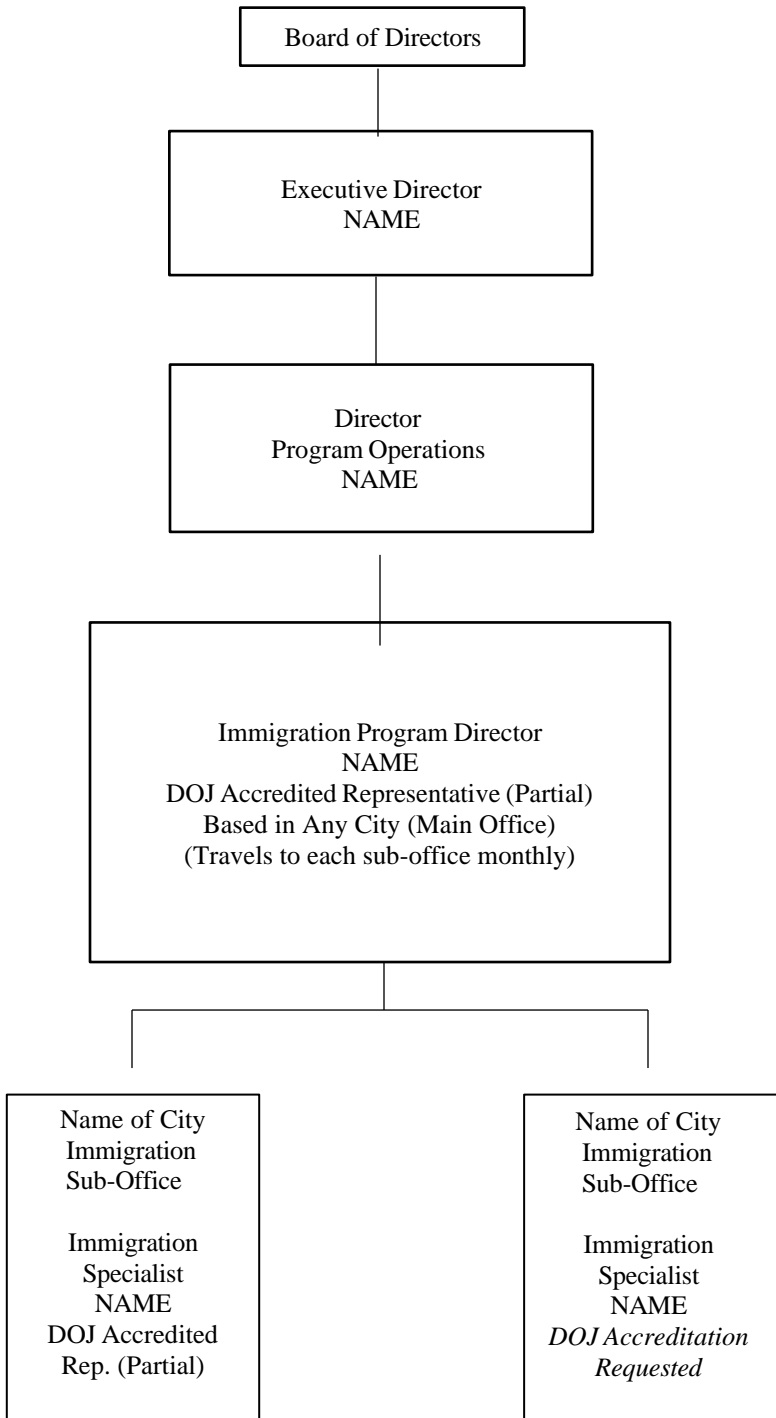 Board of Directors
Executive Director
NAME
Director
Program Operations
NAME
Immigration Program Director
NAME
DOJ Accredited Representative (Partial)
Based in Any City (Main Office)
(Travels to each sub-office monthly)
Name of City
Immigration
Sub-Office
Immigration
Specialist
NAME
DOJ Accredited
Rep. (Partial)
Name of City
Immigration
Sub-Office
Immigration
Specialist
NAME
DOJ Accreditation
Requested